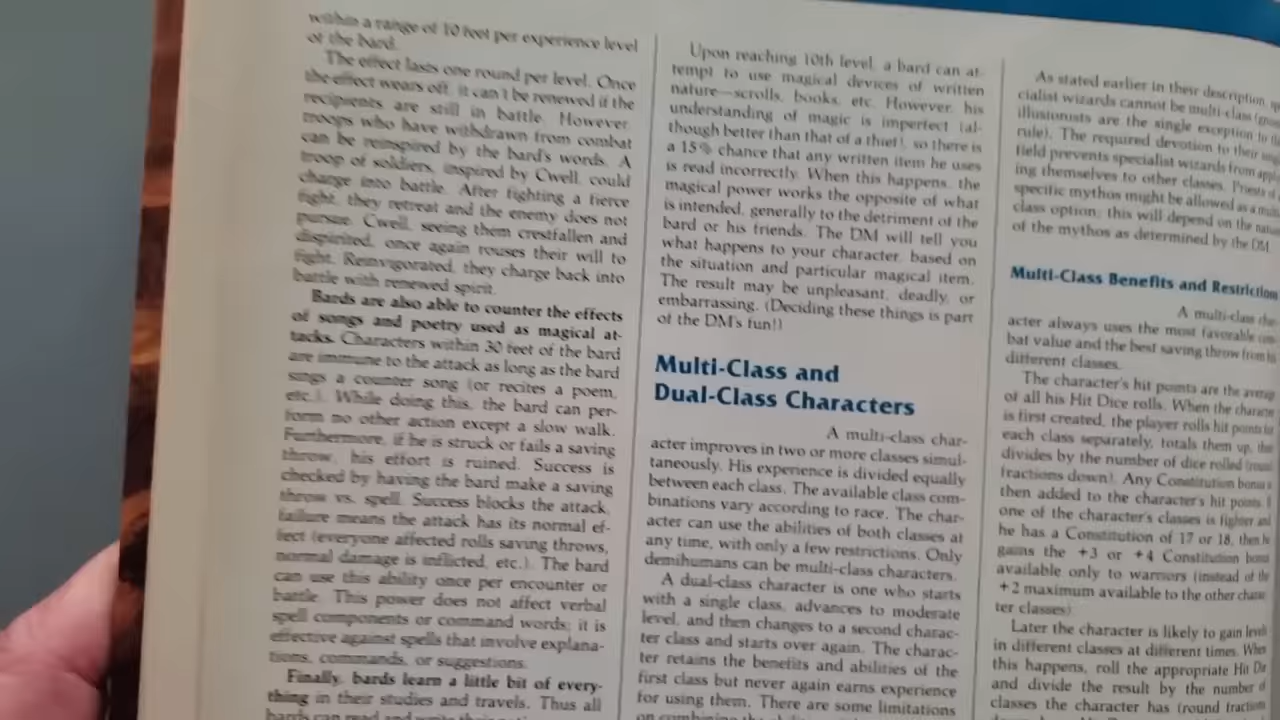 within a range of 10 feet per experience level
of the bard.
The effect lasts one round per level. Once
the effect wears off, it can't be renewed if the
recipients are still in battle. However,
troops who have withdrawn from combat
can be reinspired by the bard's words. A
troop of soldiers, inspired by Cwell, could
charge into battle. After fighting a fierce
fight, they retreat and the enemy does not
pursue. Cwell, seeing them crestfallen and
dispirited, once again rouses their will to
fight. Reinvigorated, they charge back into
battle with renewed spirit.
Bards are also able to counter the effects
of songs and poetry used as magical at-
tacks. Characters within 30 feet of the bard
are immune to the attack as long as the bard
sings a counter song (or recites a poem,
etc.). While doing this, the bard can per-
form no other action except a slow walk.
Furthermore, if he is struck or fails a saving
throw, his effort is ruined. Success is
checked by having the bard make a saving
throw vs. spell. Success blocks the attack,
failure means the attack has its normal ef-
fect (everyone affected rolls saving throws,
normal damage is inflicted, etc.). The bard
can use this ability once per encounter or
battle. This power does not affect verbal
spell components or command words; it is
effective against spells that involve explana-
tions, commands, or suggestions.
Finally, bards learn a little bit of every-
thing in their studies and travels. Thus all
bards can read and write their
Upon reaching 10th level, a bard can at-
tempt to use magical devices of written
nature—scrolls, books, etc. However, his
understanding of magic is imperfect (al-
though better than that of a thief), so there is
a 15% chance that any written item he uses
is read incorrectly. When this happens, the
magical power works the opposite of what
is intended, generally to the detriment of the
bard or his friends. The DM will tell you
what happens to your character, based on
the situation and particular magical item.
The result may be unpleasant, deadly, or
embarrassing. (Deciding these things is part
of the DM's fun!)
Multi-Class and
Dual-Class Characters
A multi-class char-
acter improves in two or more classes simul-
taneously. His experience is divided equally
between each class. The available class com-
binations vary according to race. The char-
acter can use the abilities of both classes at
any time, with only a few restrictions. Only
demihumans can be multi-class characters.
A dual-class character is one who starts
with a single class, advances to moderate
level, and then changes to a second charac-
ter class and starts over again. The charac-
ter retains the benefits and abilities of the
first class but never again earns experience
for using them. There are some limitations
on combining the
As stated earlier in their description,
cialist wizards cannot be multi-class
illusionists are the single exception to
rule). The required devotion to their
field prevents specialist wizards from
ing themselves to other classes. Priests
specific mythos might be allowed as a
class option; this will depend on the
of the mythos as determined by the DM.
Multi-Class Benefits and Restriction
A multi-class
acter always uses the most favorable
bat value and the best saving throw from his
different classes.
The character's hit points are the
of all his Hit Dice rolls. When the
is first created, the player rolls hit points
each class separately, totals them up,
divides by the number of dice rolled
fractions down). Any Constitution
then added to the character's hit points.
one of the character's classes is fighter and
he has a Constitution of 17 or 18, then he
gains the +3 or +4 Constitution
available only to warriors (instead of the
+2 maximum available to the other
ter classes).
Later the character is likely to gain
in different classes at different times. When
this happens, roll the appropriate Hit
and divide the result by the number
classes the character has (round